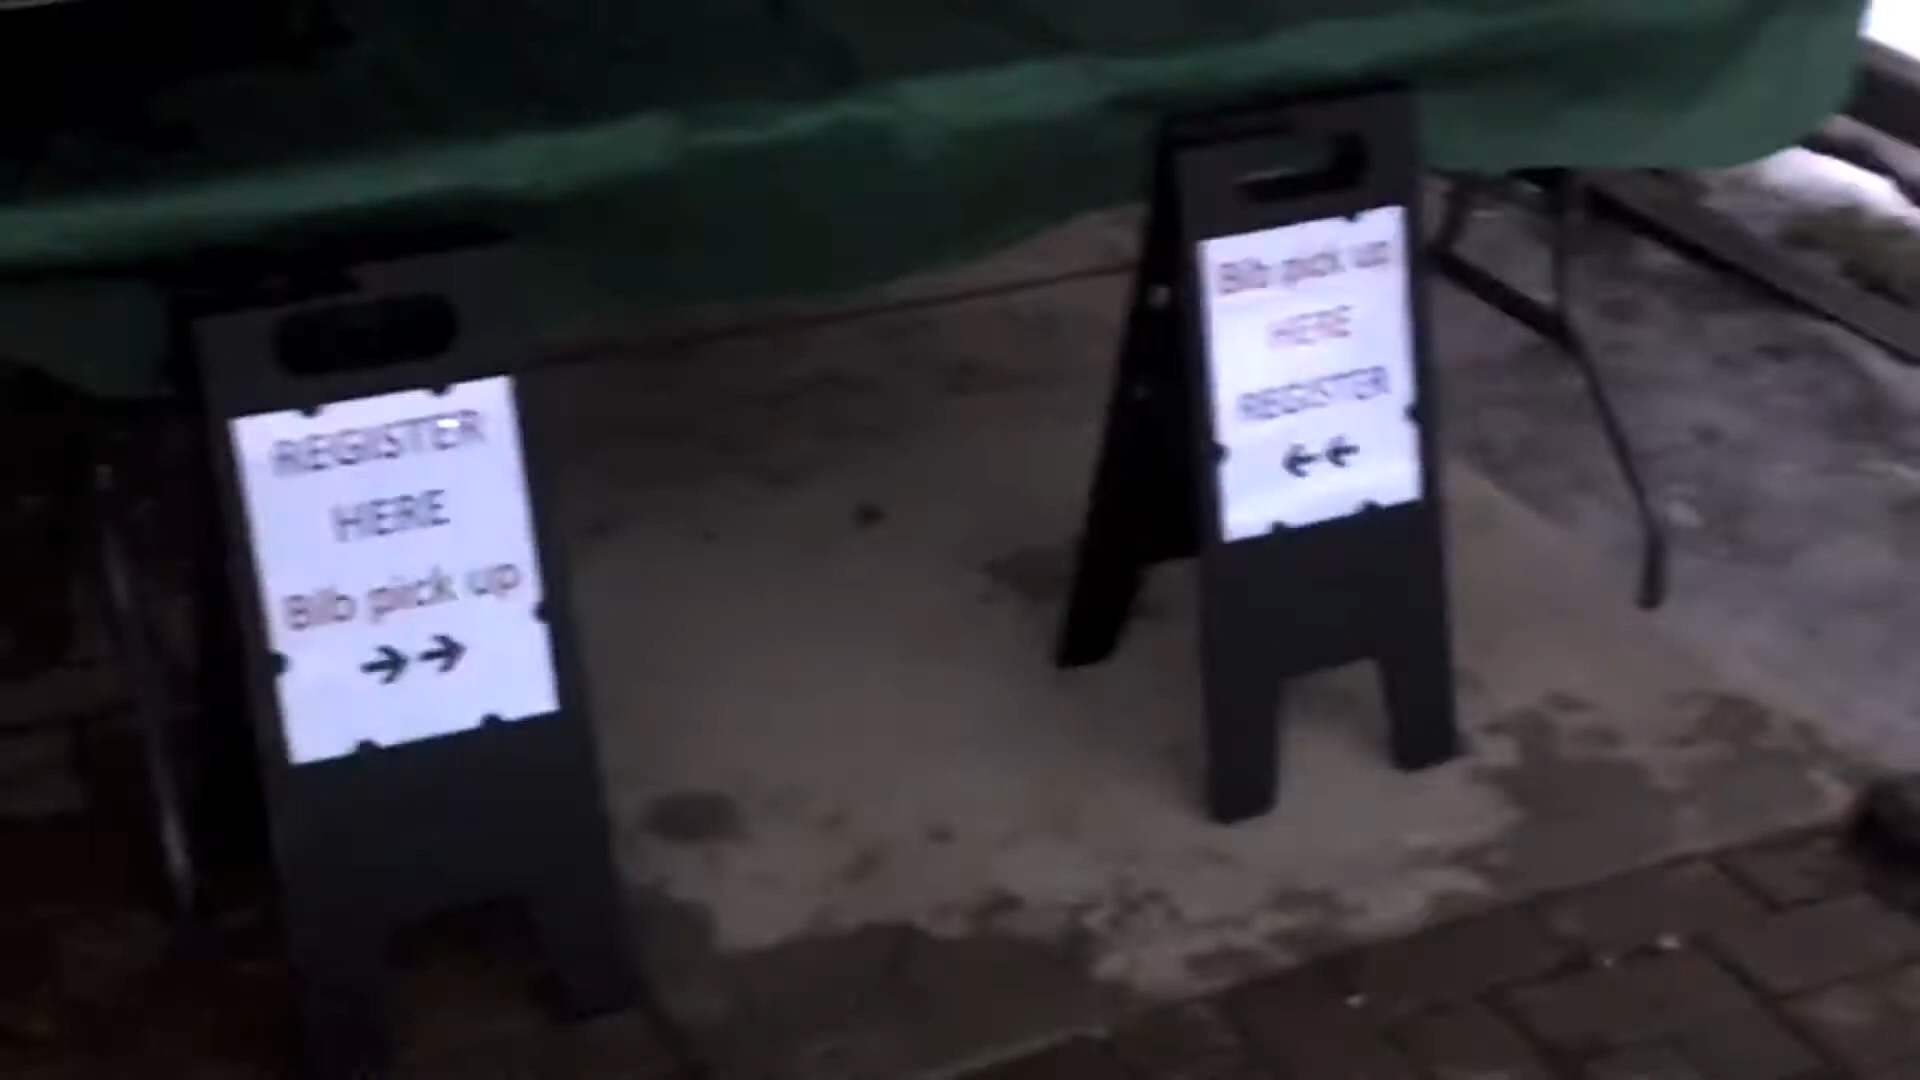 REGISTER
HERE
Bib pick up
→→
Bib pick up
HERE
REGISTER
←←